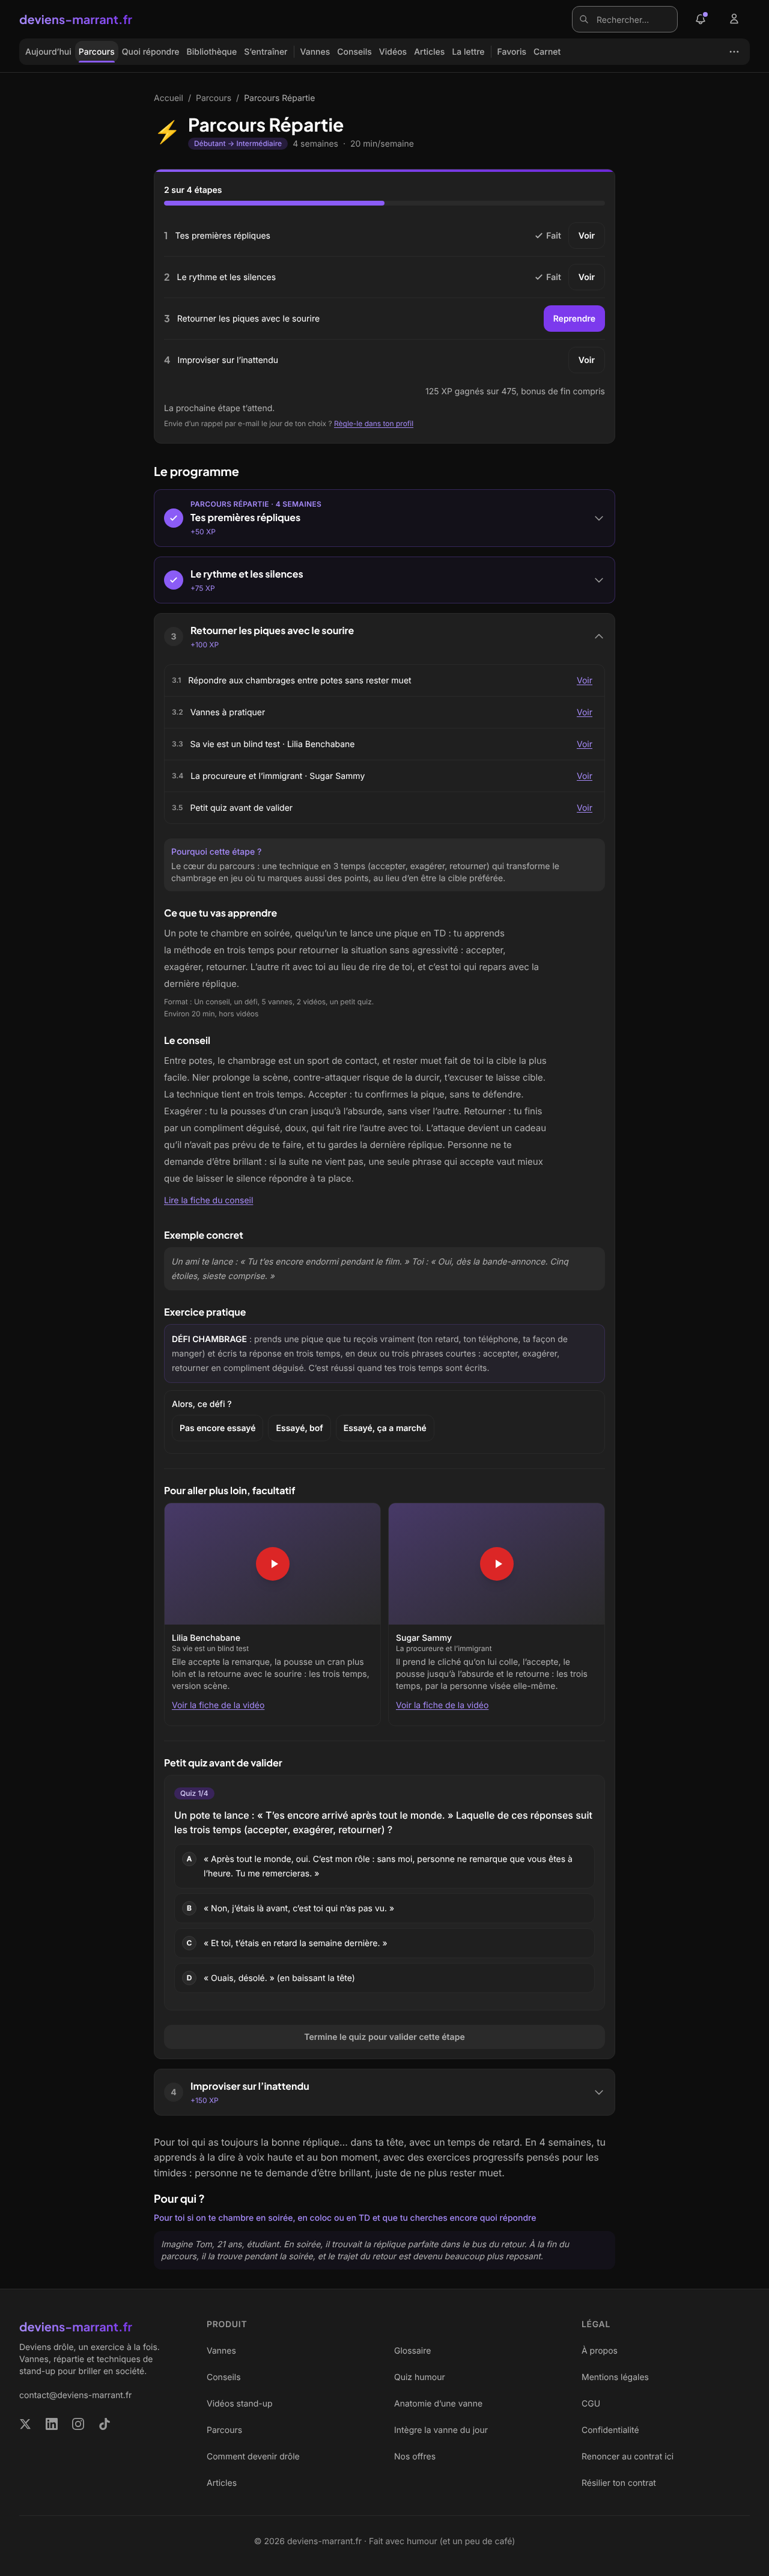 deviens-marrant.fr
Rechercher...
Aujourd'hui Parcours Quoi répondre Bibliothèque S'entraîner Vannes Conseils Vidéos Articles La lettre Favoris Carnet
Accueil / Parcours / Parcours Répartie
Parcours Répartie
Débutant → Intermédiaire 4 semaines · 20 min/semaine
2 sur 4 étapes
1 Tes premières répliques Fait Voir
2 Le rythme et les silences Fait Voir
3 Retourner les piques avec le sourire Reprendre
4 Improviser sur l'inattendu Voir
125 XP gagnés sur 475, bonus de fin compris
La prochaine étape t'attend.
Envie d'un rappel par e-mail le jour de ton choix ? Règle-le dans ton profil
Le programme
PARCOURS RÉPARTIE · 4 SEMAINES
Tes premières répliques
+50 XP
Le rythme et les silences
+75 XP
3 Retourner les piques avec le sourire
+100 XP
3.1 Répondre aux chambrages entre potes sans rester muet Voir
3.2 Vannes à pratiquer Voir
3.3 Sa vie est un blind test · Lilia Benchabane Voir
3.4 La procureure et l'immigrant · Sugar Sammy Voir
3.5 Petit quiz avant de valider Voir
Pourquoi cette étape ?
Le cœur du parcours : une technique en 3 temps (accepter, exagérer, retourner) qui transforme le
chambrage en jeu où tu marques aussi des points, au lieu d'en être la cible préférée.
Ce que tu vas apprendre
Un pote te chambre en soirée, quelqu'un te lance une pique en TD : tu apprends
la méthode en trois temps pour retourner la situation sans agressivité : accepter,
exagérer, retourner. L'autre rit avec toi au lieu de rire de toi, et c'est toi qui repars avec la
dernière réplique.
Format : Un conseil, un défi, 5 vannes, 2 vidéos, un petit quiz.
Environ 20 min, hors vidéos
Le conseil
Entre potes, le chambrage est un sport de contact, et rester muet fait de toi la cible la plus
facile. Nier prolonge la scène, contre-attaquer risque de la durcir, t'excuser te laisse cible.
La technique tient en trois temps. Accepter : tu confirmes la pique, sans te défendre.
Exagérer : tu la pousses d'un cran jusqu'à l'absurde, sans viser l'autre. Retourner : tu finis
par un compliment déguisé, doux, qui fait rire l'autre avec toi. L'attaque devient un cadeau
qu'il n'avait pas prévu de te faire, et tu gardes la dernière réplique. Personne ne te
demande d'être brillant : si la suite ne vient pas, une seule phrase qui accepte vaut mieux
que de laisser le silence répondre à ta place.
Lire la fiche du conseil
Exemple concret
Un ami te lance : « Tu t'es encore endormi pendant le film. » Toi : « Oui, dès la bande-annonce. Cinq
étoiles, sieste comprise. »
Exercice pratique
DÉFI CHAMBRAGE : prends une pique que tu reçois vraiment (ton retard, ton téléphone, ta façon de
manger) et écris ta réponse en trois temps, en deux ou trois phrases courtes : accepter, exagérer,
retourner en compliment déguisé. C'est réussi quand tes trois temps sont écrits.
Alors, ce défi ?
Pas encore essayé Essayé, bof Essayé, ça a marché
Pour aller plus loin, facultatif
Lilia Benchabane
Sa vie est un blind test
Elle accepte la remarque, la pousse un cran plus
loin et la retourne avec le sourire : les trois temps,
version scène.
Voir la fiche de la vidéo
Sugar Sammy
La procureure et l'immigrant
Il prend le cliché qu'on lui colle, l'accepte, le
pousse jusqu'à l'absurde et le retourne : les trois
temps, par la personne visée elle-même.
Voir la fiche de la vidéo
Petit quiz avant de valider
Quiz 1/4
Un pote te lance : « T'es encore arrivé après tout le monde. » Laquelle de ces réponses suit
les trois temps (accepter, exagérer, retourner) ?
A « Après tout le monde, oui. C'est mon rôle : sans moi, personne ne remarque que vous êtes à
l'heure. Tu me remercieras. »
B « Non, j'étais là avant, c'est toi qui n'as pas vu. »
C « Et toi, t'étais en retard la semaine dernière. »
D « Ouais, désolé. » (en baissant la tête)
Termine le quiz pour valider cette étape
4 Improviser sur l'inattendu
+150 XP
Pour toi qui as toujours la bonne réplique... dans ta tête, avec un temps de retard. En 4 semaines, tu
apprends à la dire à voix haute et au bon moment, avec des exercices progressifs pensés pour les
timides : personne ne te demande d'être brillant, juste de ne plus rester muet.
Pour qui ?
Pour toi si on te chambre en soirée, en coloc ou en TD et que tu cherches encore quoi répondre
Imagine Tom, 21 ans, étudiant. En soirée, il trouvait la réplique parfaite dans le bus du retour. À la fin du
parcours, il la trouve pendant la soirée, et le trajet du retour est devenu beaucoup plus reposant.
deviens-marrant.fr
Deviens drôle, un exercice à la fois.
Vannes, répartie et techniques de
stand-up pour briller en société.
contact@deviens-marrant.fr
PRODUIT
Vannes
Conseils
Vidéos stand-up
Parcours
Comment devenir drôle
Articles
Glossaire
Quiz humour
Anatomie d'une vanne
Intègre la vanne du jour
Nos offres
LÉGAL
À propos
Mentions légales
CGU
Confidentialité
Renoncer au contrat ici
Résilier ton contrat
© 2026 deviens-marrant.fr · Fait avec humour (et un peu de café)